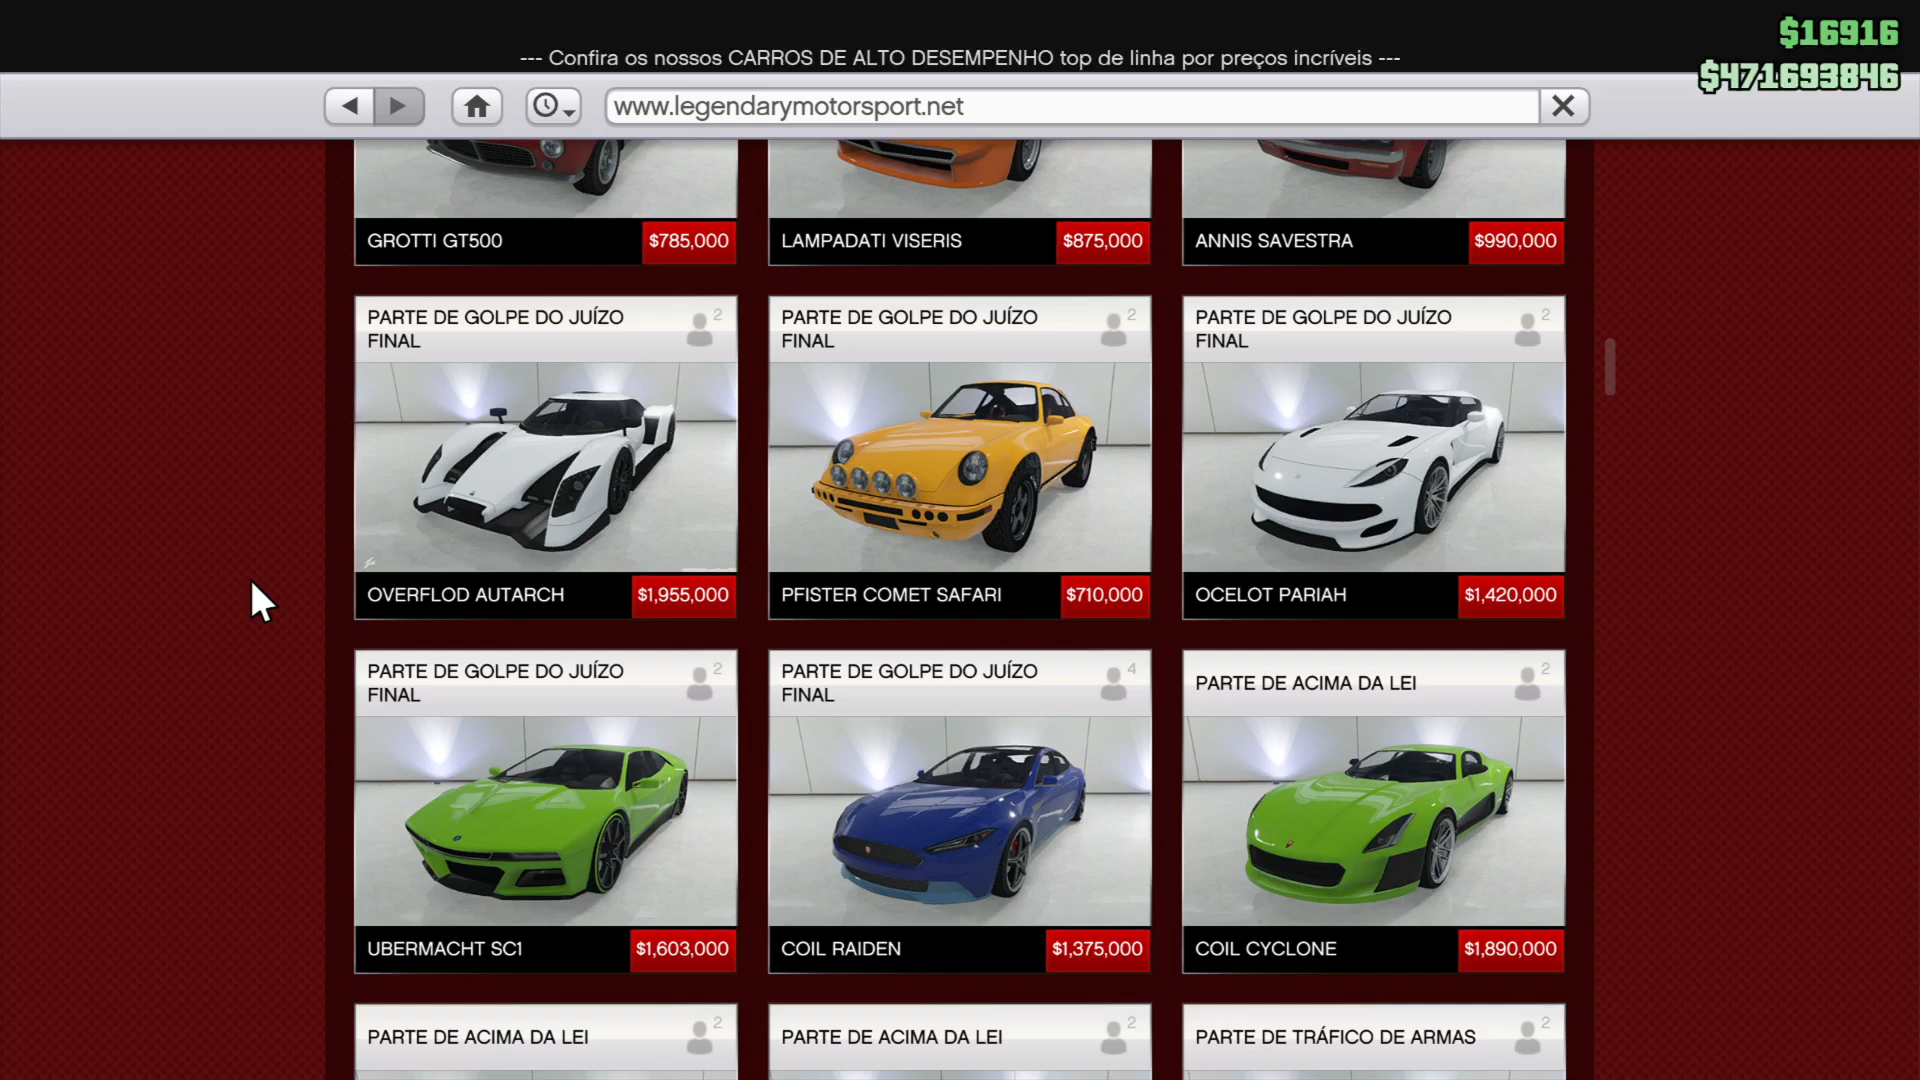 $16916
--- Confira os nossos CARROS DE ALTO DESEMPENHO top de linha por preços incríveis ---
$471693846
www.legendarymotorsport.net
GROTTI GT500
$785,000
LAMPADATI VISERIS
$875,000
ANNIS SAVESTRA
$990,000
PARTE DE GOLPE DO JUÍZO
FINAL
2
PARTE DE GOLPE DO JUÍZO
FINAL
2
PARTE DE GOLPE DO JUÍZO
FINAL
2
OVERFLOD AUTARCH
$1,955,000
PFISTER COMET SAFARI
$710,000
OCELOT PARIAH
$1,420,000
PARTE DE GOLPE DO JUÍZO
FINAL
2
PARTE DE GOLPE DO JUÍZO
FINAL
4
PARTE DE ACIMA DA LEI
2
UBERMACHT SC1
$1,603,000
COIL RAIDEN
$1,375,000
COIL CYCLONE
$1,890,000
PARTE DE ACIMA DA LEI
2
PARTE DE ACIMA DA LEI
2
PARTE DE TRÁFICO DE ARMAS
2